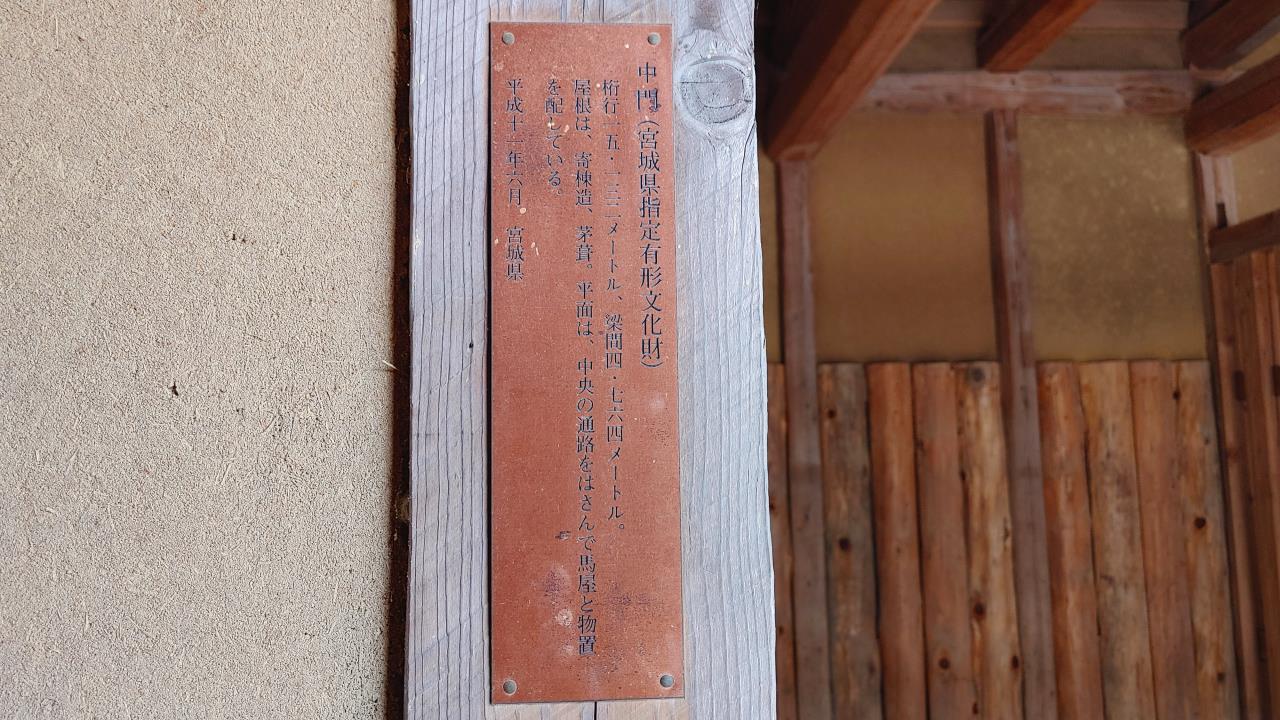 中門（宮城県指定有形文化財）
桁行一五・一三二メートル、梁間四・七六四メートル。
屋根は、寄棟造、茅葺。平面は、中央の通路をはさんで馬屋と物置
を配している。
平成十一年六月　宮城県